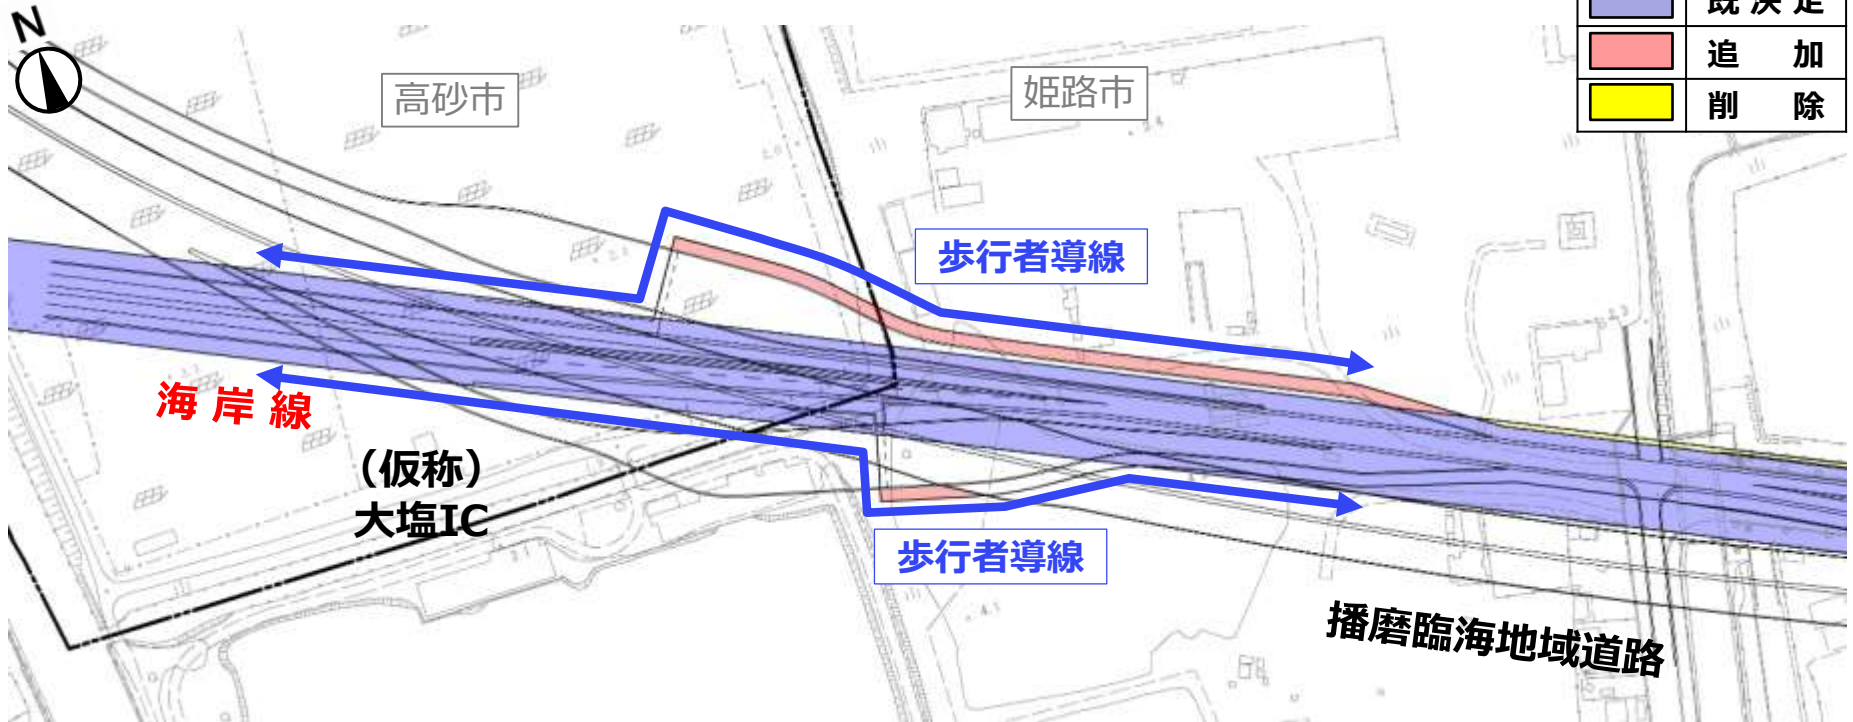 N
既決定
追加
削除
高砂市
姫路市
歩行者導線
海岸線
(仮称)
大塩IC
歩行者導線
播磨臨海地域道路